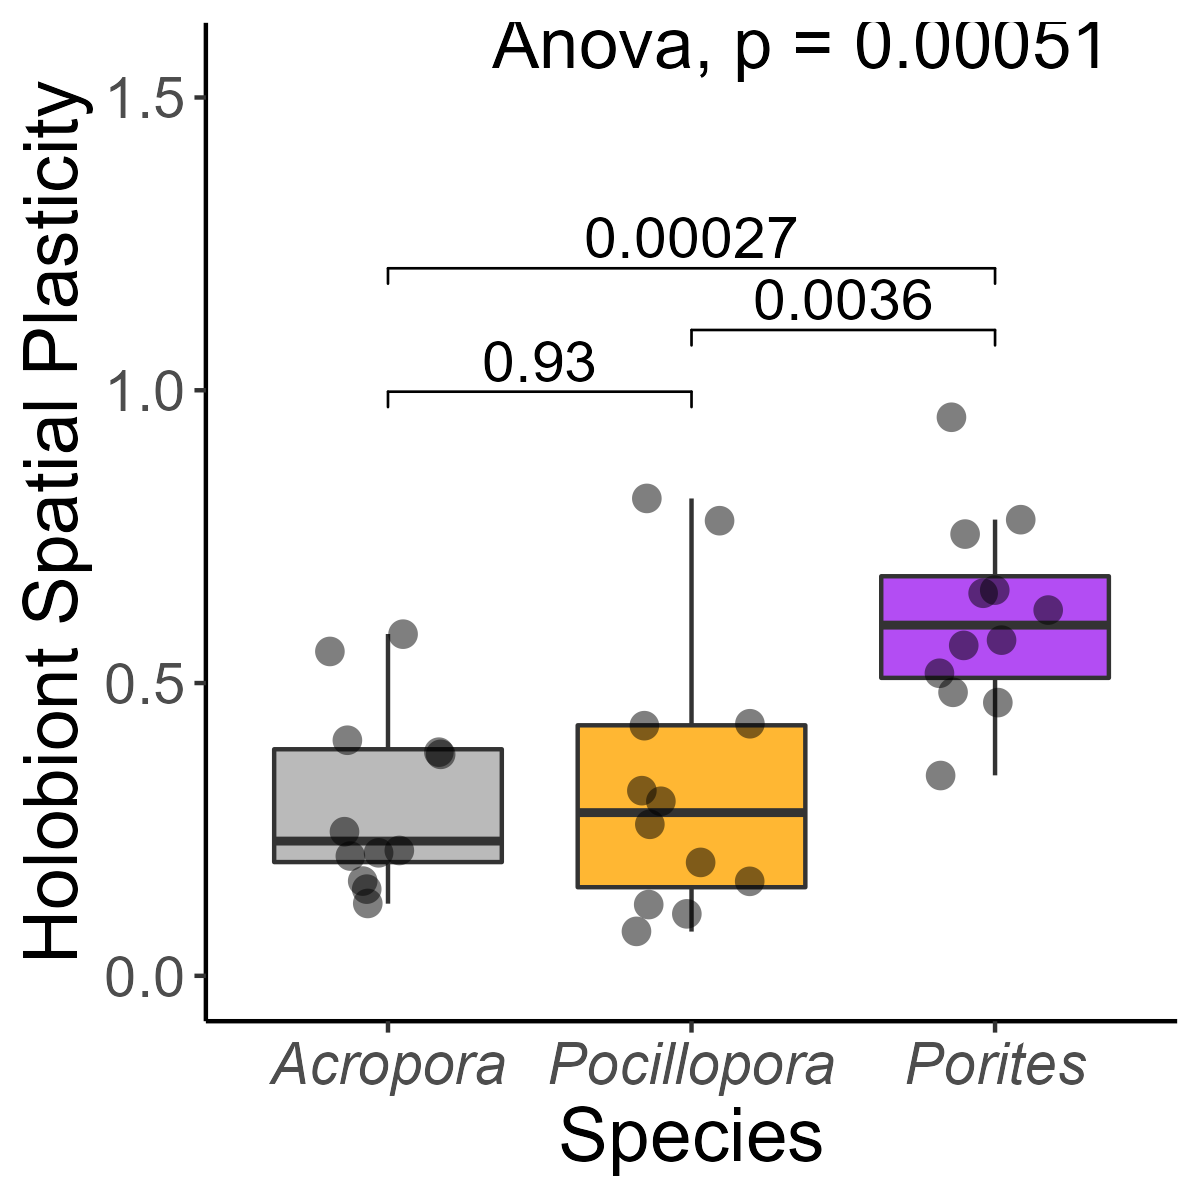 Anova, p = 0.00051
Holobiont Spatial Plasticity
1.5
1.0
0.5
0.0
0.00027
0.0036
0.93
Acropora
Pocillopora
Porites
Species